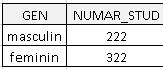 GEN NUMAR_STUD
masculin 222
feminin 322